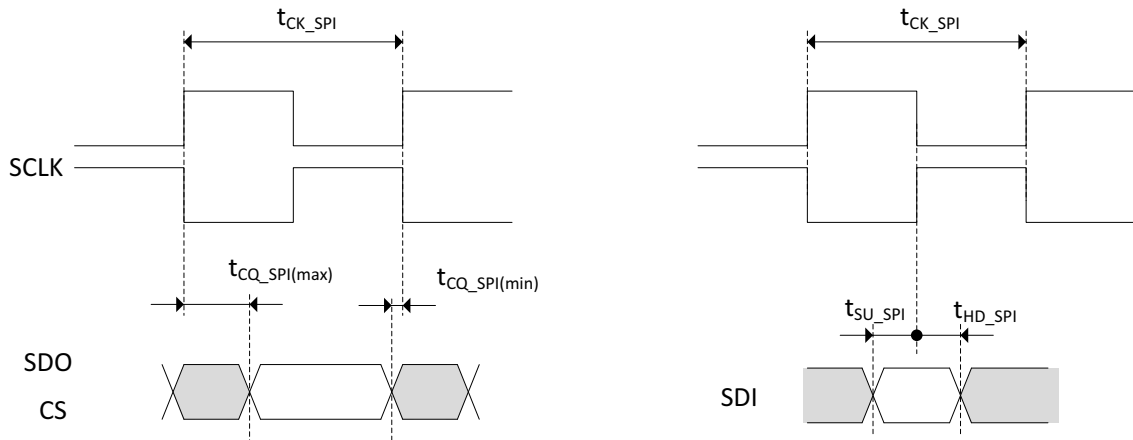 tCK_SPI
tCK_SPI
SCLK
tCQ_SPI(max)
tCQ_SPI(min)
tSU_SPI
tHD_SPI
SDO
CS
SDI